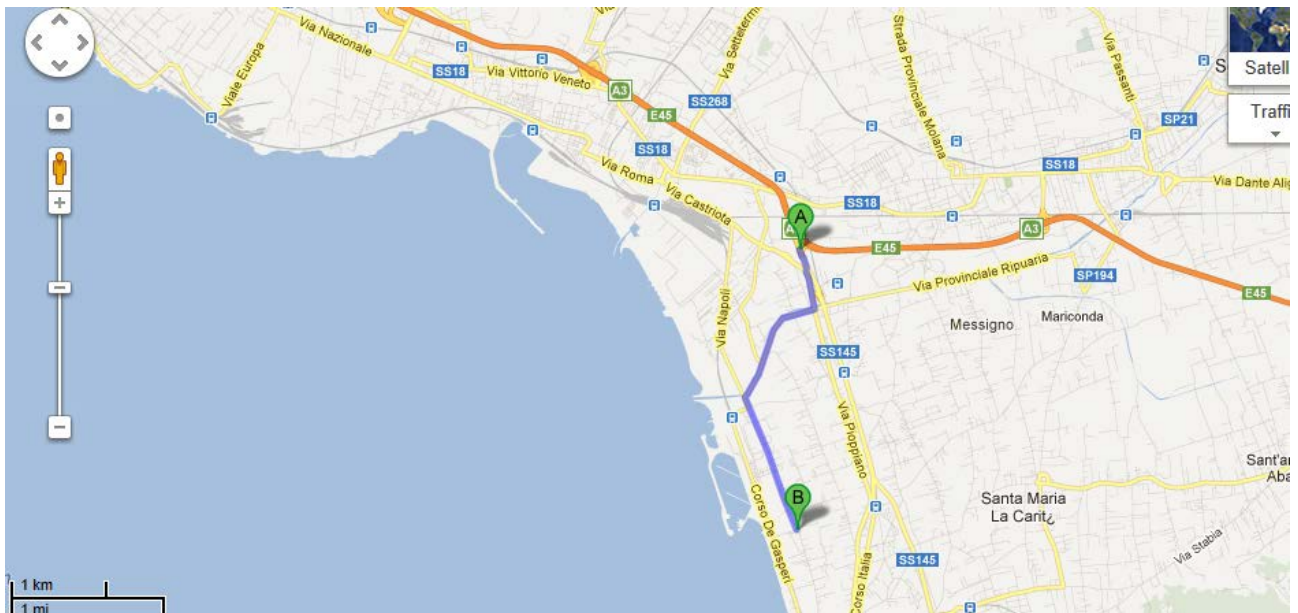 Via Nazionale
Viale Europa
SS18
Via Vittorio Veneto
A3
Via Settetermi
SS268
E45
SS18
Via Roma
Via Castriota
Strada Provinciale Molana
Via Passanti
S
SP21
SS18
Via Dante Alig
SS18
Satell
Traffi
A
A3
E45
A3
Via Provinciale Ripuaria
SP194
E45
Messigno
Mariconda
Via Napoli
SS145
Via Pioppiano
B
Corso De Gasperi
Santa Maria
La Carit¿
Sant'an
Aba
Via Stabia
SS145
Corso Italia
1 km
1 mi